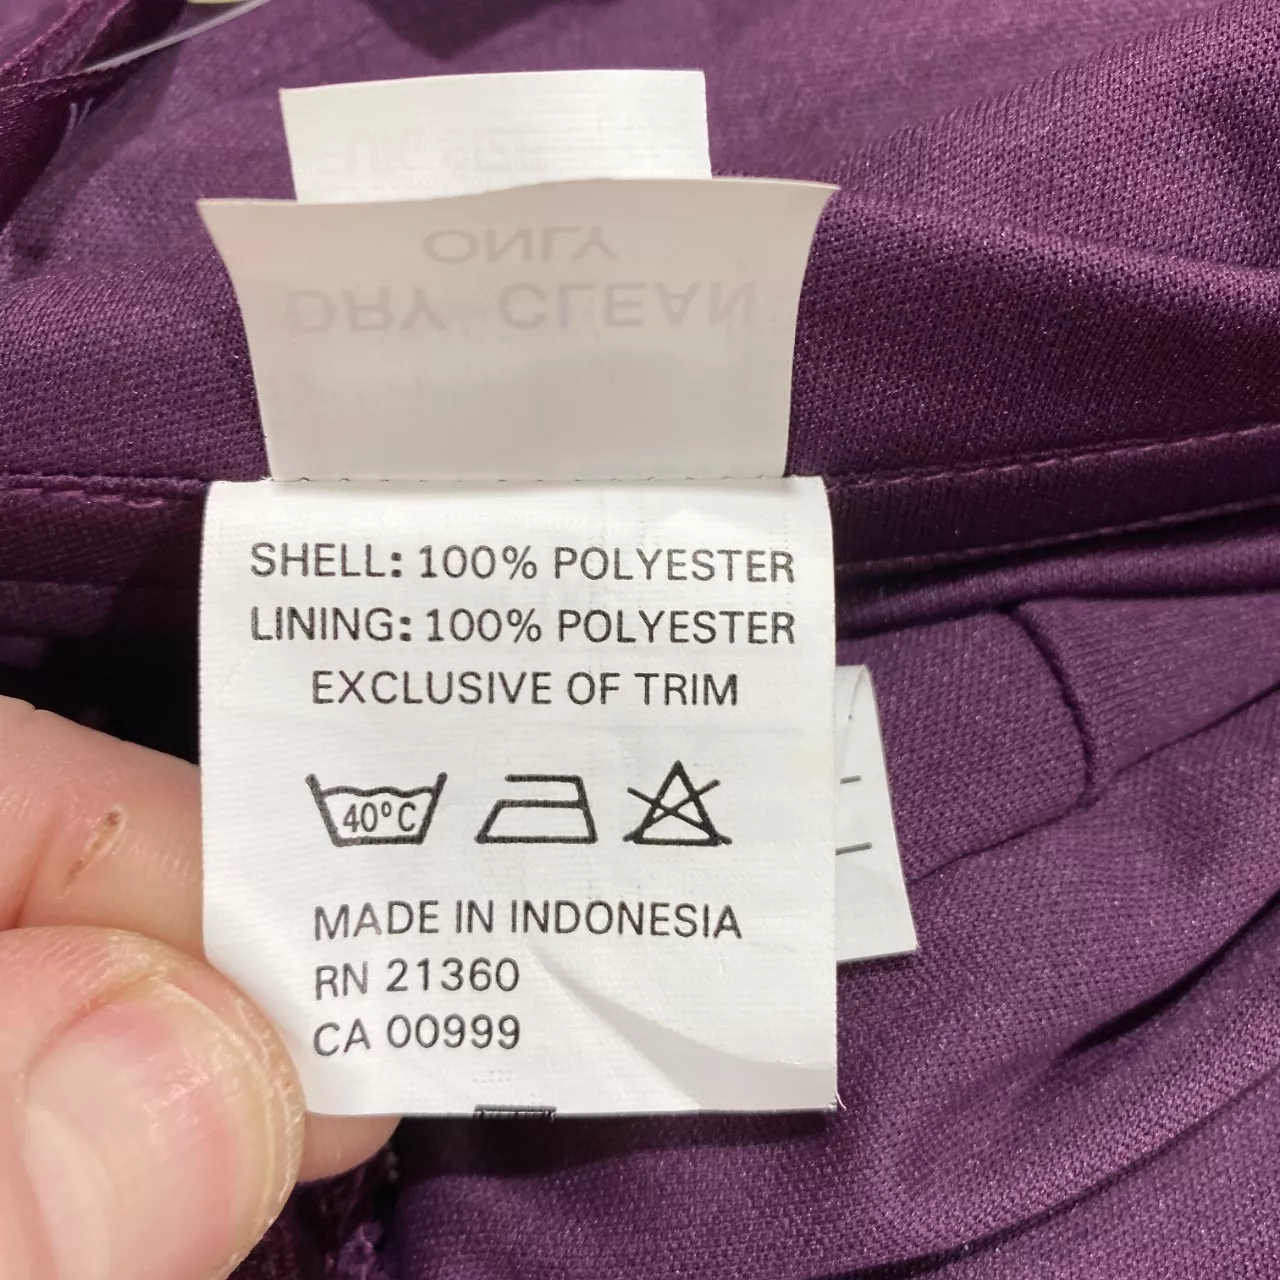 ONLY
DRY CLEAN
SHELL: 100% POLYESTER
LINING: 100% POLYESTER
EXCLUSIVE OF TRIM
40°C
MADE IN INDONESIA
RN 21360
CA 00999